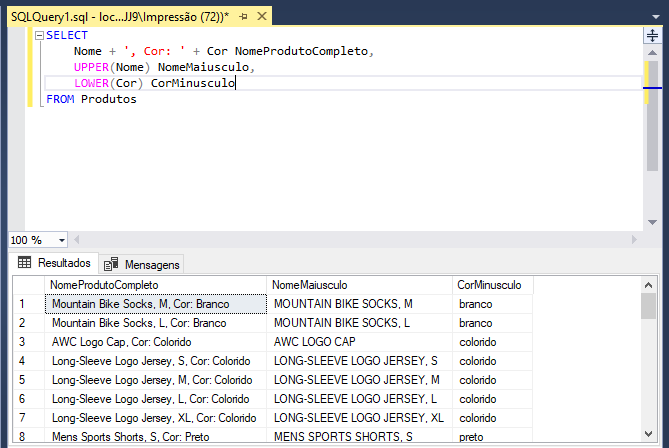 SQLQuery1.sql - loc...JJ9\Impressão (72))*
SELECT
Nome + ', Cor: ' + Cor NomeProdutoCompleto,
UPPER(Nome) NomeMaiusculo,
LOWER(Cor) CorMinusculo
FROM Produtos
100 %
Resultados Mensagens
NomeProdutoCompleto NomeMaiusculo CorMinusculo
1 Mountain Bike Socks, M, Cor: Branco MOUNTAIN BIKE SOCKS, M branco
2 Mountain Bike Socks, L, Cor: Branco MOUNTAIN BIKE SOCKS, L branco
3 AWC Logo Cap, Cor: Colorido AWC LOGO CAP colorido
4 Long-Sleeve Logo Jersey, S, Cor: Colorido LONG-SLEEVE LOGO JERSEY, S colorido
5 Long-Sleeve Logo Jersey, M, Cor: Colorido LONG-SLEEVE LOGO JERSEY, M colorido
6 Long-Sleeve Logo Jersey, L, Cor: Colorido LONG-SLEEVE LOGO JERSEY, L colorido
7 Long-Sleeve Logo Jersey, XL, Cor: Colorido LONG-SLEEVE LOGO JERSEY, XL colorido
8 Mens Sports Shorts, S, Cor: Preto MENS SPORTS SHORTS, S preto